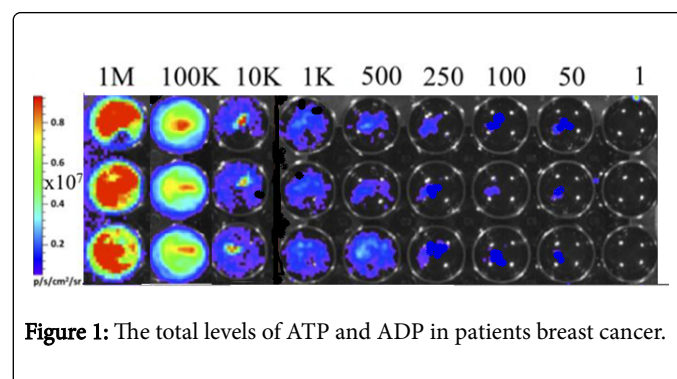 1M 100K 10K 1K 500 250 100 50 1
0.8
0.6
x10⁷
0.4
0.2
p/s/cm²/sr
Figure 1: The total levels of ATP and ADP in patients breast cancer.